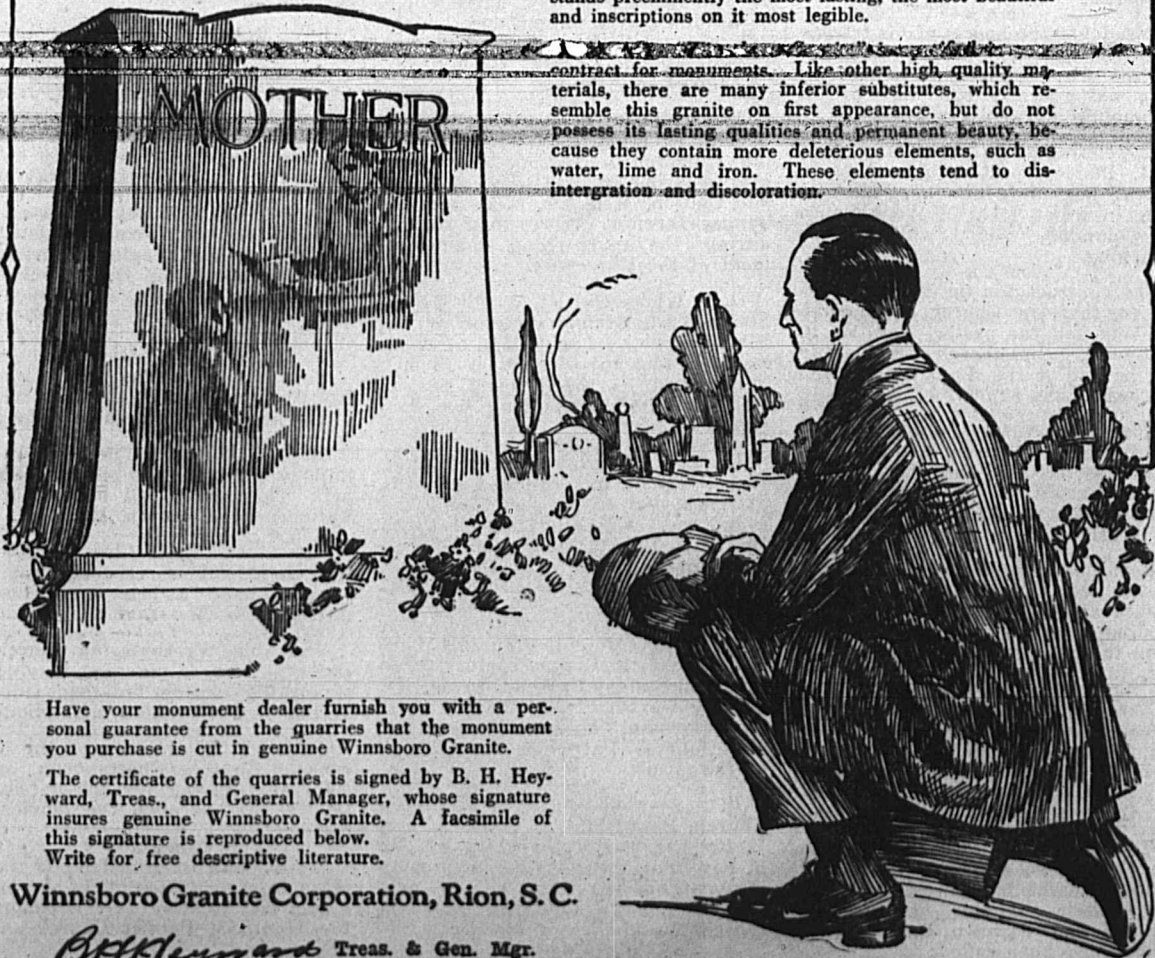 and inscriptions on it most legible.
contract for monuments. Like other high quality ma-
terials, there are many inferior substitutes, which re-
semble this granite on first appearance, but do not
possess its lasting qualities and permanent beauty, be-
cause they contain more deleterious elements, such as
water, lime and iron. These elements tend to dis-
intergration and discoloration.
MOTHER
Have your monument dealer furnish you with a per-
sonal guarantee from the quarries that the monument
you purchase is cut in genuine Winnsboro Granite.
The certificate of the quarries is signed by B. H. Hey-
ward, Treas., and General Manager, whose signature
insures genuine Winnsboro Granite. A facsimile of
this signature is reproduced below.
Write for free descriptive literature.
Winnsboro Granite Corporation, Rion, S. C.
B H Heyward Treas. & Gen. Mgr.